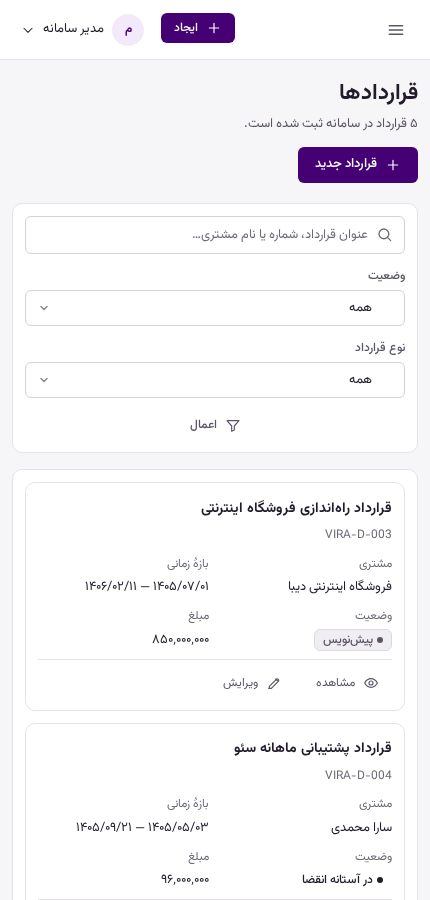 ایجاد
م
مدیر سامانه
قراردادها
۵ قرارداد در سامانه ثبت شده است.
قرارداد جدید
عنوان قرارداد، شماره یا نام مشتری...
وضعیت
همه
نوع قرارداد
همه
اعمال
قرارداد راه‌اندازی فروشگاه اینترنتی
VIRA-D-003
مشتری
بازهٔ زمانی
فروشگاه اینترنتی دیبا
۱۴۰۵/۰۷/۰۱ — ۱۴۰۶/۰۲/۱۱
وضعیت
مبلغ
پیش‌نویس
۸۵۰,۰۰۰,۰۰۰
مشاهده
ویرایش
قرارداد پشتیبانی ماهانه سئو
VIRA-D-004
مشتری
بازهٔ زمانی
سارا محمدی
۱۴۰۵/۰۵/۰۳ — ۱۴۰۵/۰۹/۲۱
وضعیت
مبلغ
در آستانه انقضا
۹۶,۰۰۰,۰۰۰